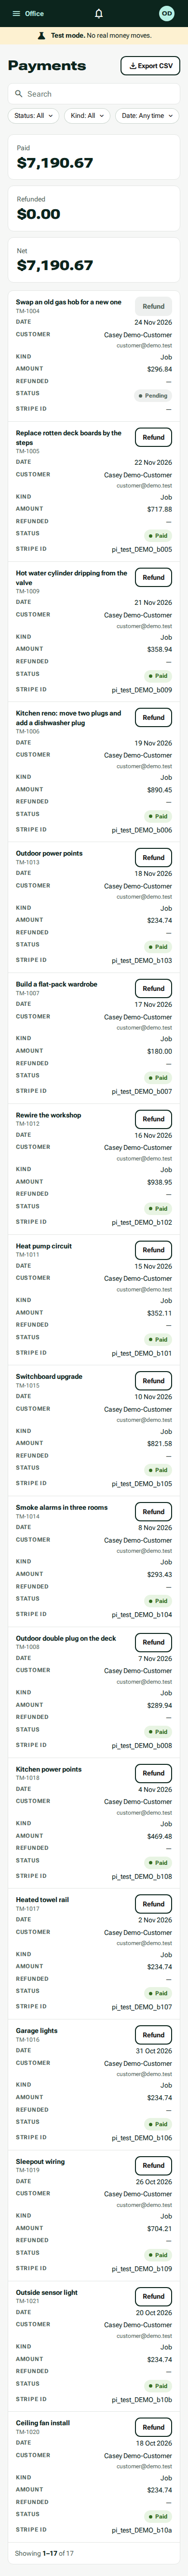 Office
OD
Test mode. No real money moves.
Payments
Export CSV
Search
Status: All
Kind: All
Date: Any time
Paid
$7,190.67
Refunded
$0.00
Net
$7,190.67
Swap an old gas hob for a new one
Refund
TM-1004
DATE 24 Nov 2026
CUSTOMER Casey Demo-Customer
customer@demo.test
KIND Job
AMOUNT $296.84
REFUNDED —
STATUS Pending
STRIPE ID —
Replace rotten deck boards by the
steps
Refund
TM-1005
DATE 22 Nov 2026
CUSTOMER Casey Demo-Customer
customer@demo.test
KIND Job
AMOUNT $717.88
REFUNDED —
STATUS Paid
STRIPE ID pi_test_DEMO_b005
Hot water cylinder dripping from the
valve
Refund
TM-1009
DATE 21 Nov 2026
CUSTOMER Casey Demo-Customer
customer@demo.test
KIND Job
AMOUNT $358.94
REFUNDED —
STATUS Paid
STRIPE ID pi_test_DEMO_b009
Kitchen reno: move two plugs and
add a dishwasher plug
Refund
TM-1006
DATE 19 Nov 2026
CUSTOMER Casey Demo-Customer
customer@demo.test
KIND Job
AMOUNT $890.45
REFUNDED —
STATUS Paid
STRIPE ID pi_test_DEMO_b006
Outdoor power points
Refund
TM-1013
DATE 18 Nov 2026
CUSTOMER Casey Demo-Customer
customer@demo.test
KIND Job
AMOUNT $234.74
REFUNDED —
STATUS Paid
STRIPE ID pi_test_DEMO_b103
Build a flat-pack wardrobe
Refund
TM-1007
DATE 17 Nov 2026
CUSTOMER Casey Demo-Customer
customer@demo.test
KIND Job
AMOUNT $180.00
REFUNDED —
STATUS Paid
STRIPE ID pi_test_DEMO_b007
Rewire the workshop
Refund
TM-1012
DATE 16 Nov 2026
CUSTOMER Casey Demo-Customer
customer@demo.test
KIND Job
AMOUNT $938.95
REFUNDED —
STATUS Paid
STRIPE ID pi_test_DEMO_b102
Heat pump circuit
Refund
TM-1011
DATE 15 Nov 2026
CUSTOMER Casey Demo-Customer
customer@demo.test
KIND Job
AMOUNT $352.11
REFUNDED —
STATUS Paid
STRIPE ID pi_test_DEMO_b101
Switchboard upgrade
Refund
TM-1015
DATE 10 Nov 2026
CUSTOMER Casey Demo-Customer
customer@demo.test
KIND Job
AMOUNT $821.58
REFUNDED —
STATUS Paid
STRIPE ID pi_test_DEMO_b105
Smoke alarms in three rooms
Refund
TM-1014
DATE 8 Nov 2026
CUSTOMER Casey Demo-Customer
customer@demo.test
KIND Job
AMOUNT $293.43
REFUNDED —
STATUS Paid
STRIPE ID pi_test_DEMO_b104
Outdoor double plug on the deck
Refund
TM-1008
DATE 7 Nov 2026
CUSTOMER Casey Demo-Customer
customer@demo.test
KIND Job
AMOUNT $289.94
REFUNDED —
STATUS Paid
STRIPE ID pi_test_DEMO_b008
Kitchen power points
Refund
TM-1018
DATE 4 Nov 2026
CUSTOMER Casey Demo-Customer
customer@demo.test
KIND Job
AMOUNT $469.48
REFUNDED —
STATUS Paid
STRIPE ID pi_test_DEMO_b108
Heated towel rail
Refund
TM-1017
DATE 2 Nov 2026
CUSTOMER Casey Demo-Customer
customer@demo.test
KIND Job
AMOUNT $234.74
REFUNDED —
STATUS Paid
STRIPE ID pi_test_DEMO_b107
Garage lights
Refund
TM-1016
DATE 31 Oct 2026
CUSTOMER Casey Demo-Customer
customer@demo.test
KIND Job
AMOUNT $234.74
REFUNDED —
STATUS Paid
STRIPE ID pi_test_DEMO_b106
Sleepout wiring
Refund
TM-1019
DATE 26 Oct 2026
CUSTOMER Casey Demo-Customer
customer@demo.test
KIND Job
AMOUNT $704.21
REFUNDED —
STATUS Paid
STRIPE ID pi_test_DEMO_b109
Outside sensor light
Refund
TM-1021
DATE 20 Oct 2026
CUSTOMER Casey Demo-Customer
customer@demo.test
KIND Job
AMOUNT $234.74
REFUNDED —
STATUS Paid
STRIPE ID pi_test_DEMO_b10b
Ceiling fan install
Refund
TM-1020
DATE 18 Oct 2026
CUSTOMER Casey Demo-Customer
customer@demo.test
KIND Job
AMOUNT $234.74
REFUNDED —
STATUS Paid
STRIPE ID pi_test_DEMO_b10a
Showing 1–17 of 17